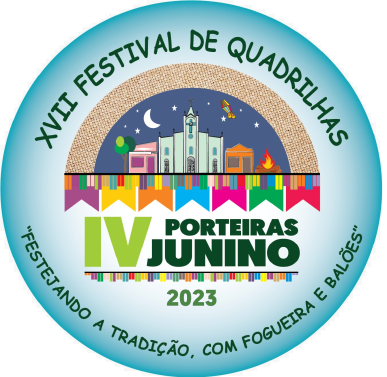 XVII FESTIVAL DE QUADRILHAS
IV PORTEIRAS
JUNINO
2023
"FESTEJANDO A TRADIÇÃO, COM FOGUEIRA E BALÕES"